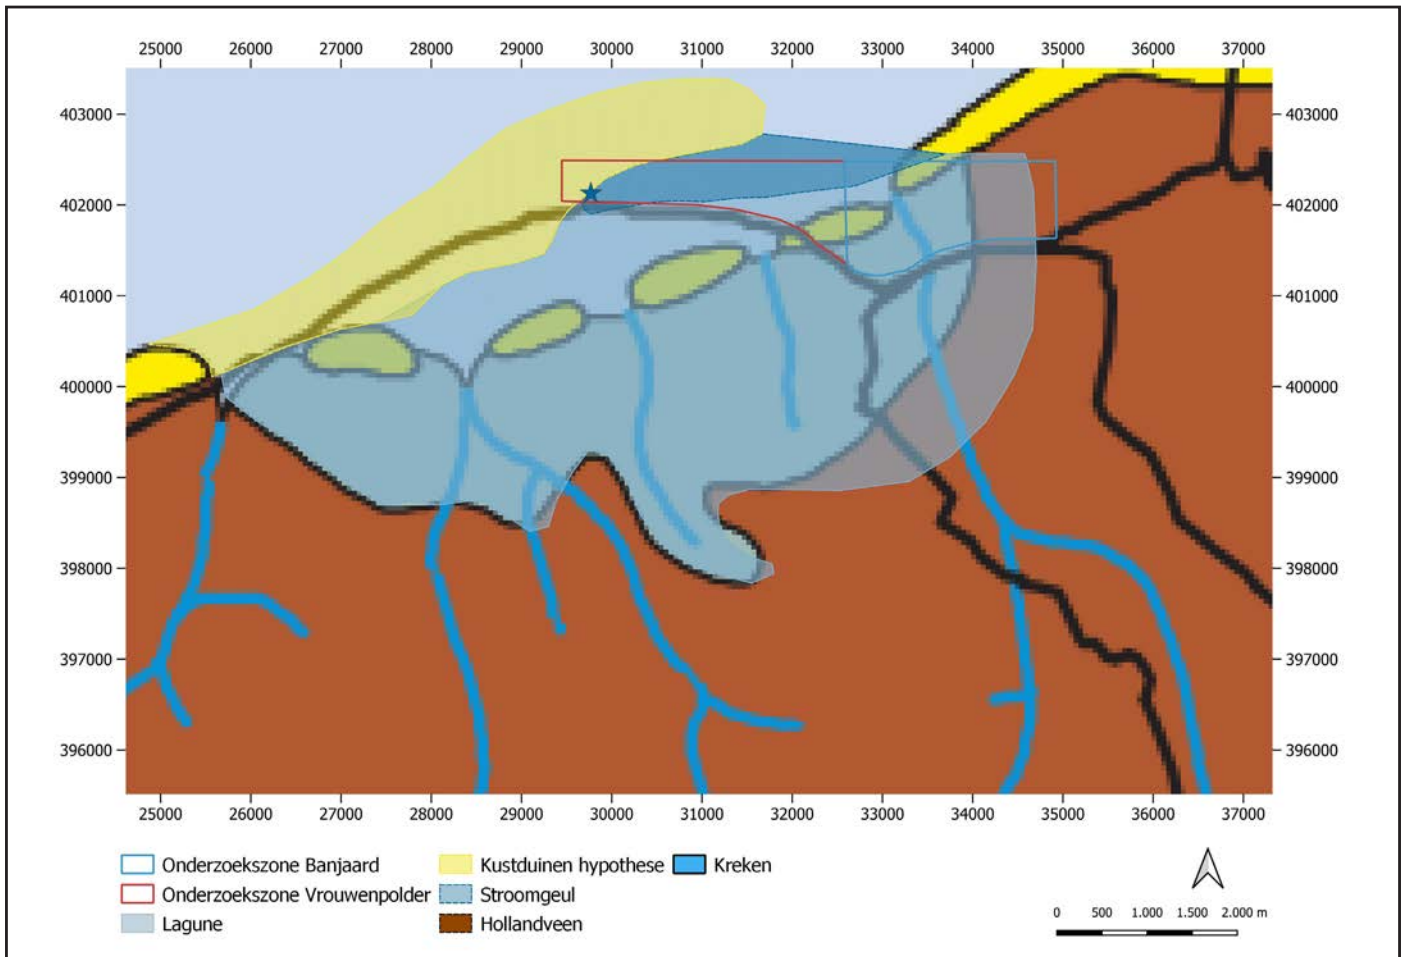 25000 26000 27000 28000 29000 30000 31000 32000 33000 34000 35000 36000 37000
403000 403000
402000 402000
401000 401000
400000 400000
399000 399000
398000 398000
397000 397000
396000 396000
25000 26000 27000 28000 29000 30000 31000 32000 33000 34000 35000 36000 37000
Onderzoekszone Banjaard Kustduinen hypothese Kreken
Onderzoekszone Vrouwenpolder Stroomgeul
Lagune Hollandveen
0 500 1.000 1.500 2.000 m